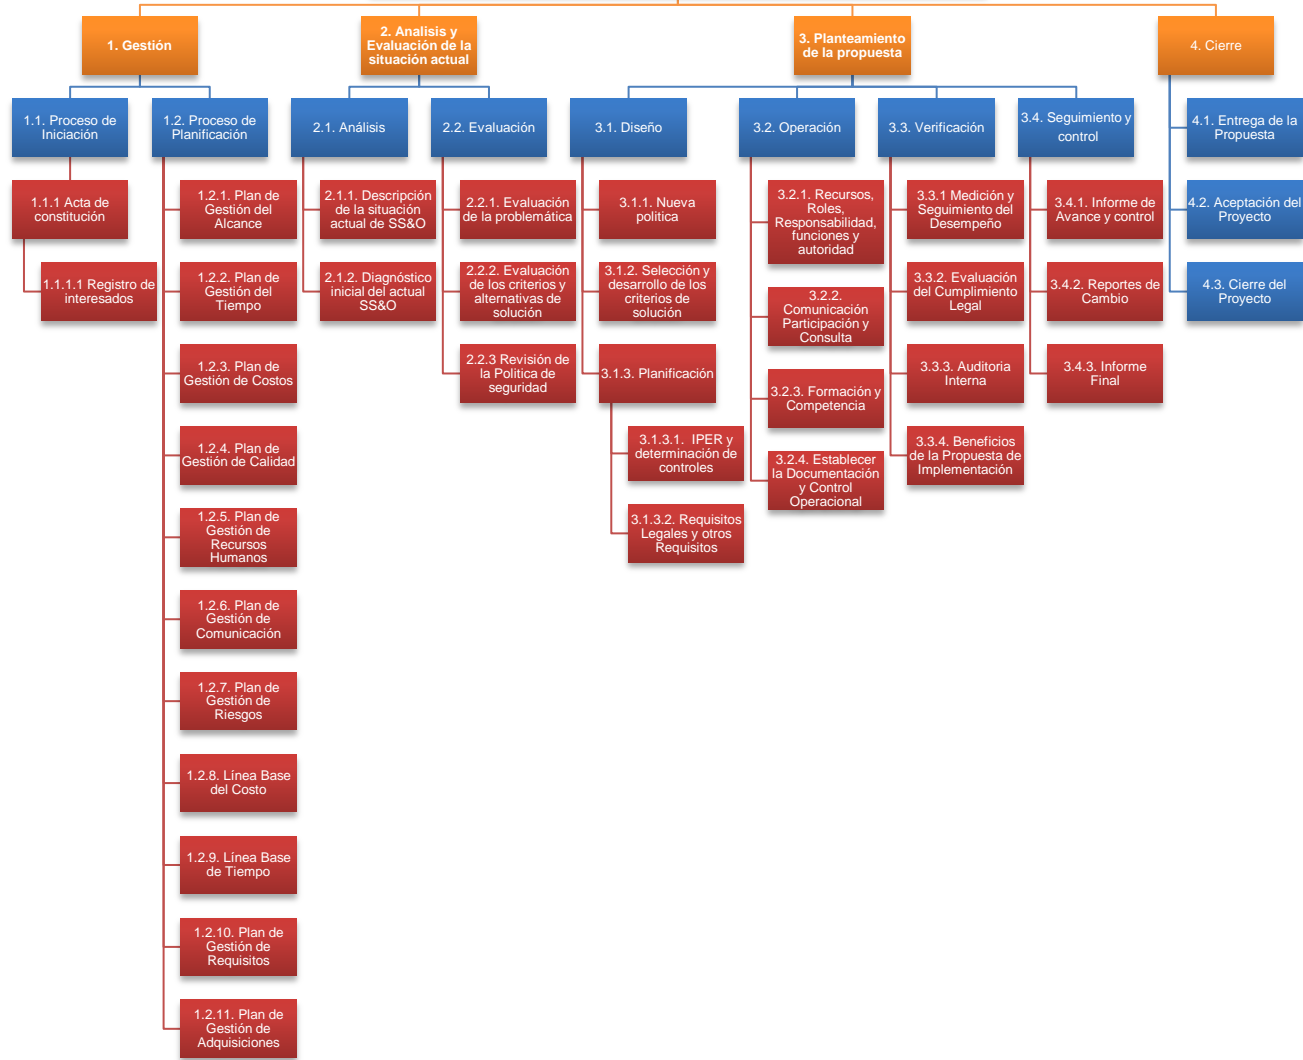 1. Gestión
2. Analisis y
Evaluación de la
situación actual
3. Planteamiento
de la propuesta
4. Cierre
1.1. Proceso de
Iniciación
1.2. Proceso de
Planificación
2.1. Análisis
2.2. Evaluación
3.1. Diseño
3.2. Operación
3.3. Verificación
3.4. Seguimiento y
control
4.1. Entrega de la
Propuesta
1.1.1 Acta de
constitución
1.2.1. Plan de
Gestión del
Alcance
2.1.1. Descripción
de la situación
actual de SS&O
2.2.1. Evaluación
de la problemática
3.1.1. Nueva
politica
3.2.1. Recursos,
Roles,
Responsabilidad,
funciones y
autoridad
3.3.1 Medición y
Seguimiento del
Desempeño
3.4.1. Informe de
Avance y control
4.2. Aceptación del
Proyecto
1.1.1.1 Registro de
interesados
1.2.2. Plan de
Gestión del
Tiempo
2.1.2. Diagnóstico
inicial del actual
SS&O
2.2.2. Evaluación
de los criterios y
alternativas de
solución
3.1.2. Selección y
desarrollo de los
criterios de
solución
3.2.2.
Comunicación
Participación y
Consulta
3.3.2. Evaluación
del Cumplimiento
Legal
3.4.2. Reportes de
Cambio
4.3. Cierre del
Proyecto
1.2.3. Plan de
Gestión de Costos
2.2.3 Revisión de
la Politica de
seguridad
3.1.3. Planificación
3.2.3. Formación y
Competencia
3.3.3. Auditoria
Interna
3.4.3. Informe
Final
1.2.4. Plan de
Gestión de Calidad
3.1.3.1. IPER y
determinación de
controles
3.2.4. Establecer
la Documentación
y Control
Operacional
3.3.4. Beneficios
de la Propuesta de
Implementación
1.2.5. Plan de
Gestión de
Recursos
Humanos
3.1.3.2. Requisitos
Legales y otros
Requisitos
1.2.6. Plan de
Gestión de
Comunicación
1.2.7. Plan de
Gestión de
Riesgos
1.2.8. Línea Base
del Costo
1.2.9. Línea Base
de Tiempo
1.2.10. Plan de
Gestión de
Requisitos
1.2.11. Plan de
Gestión de
Adquisiciones